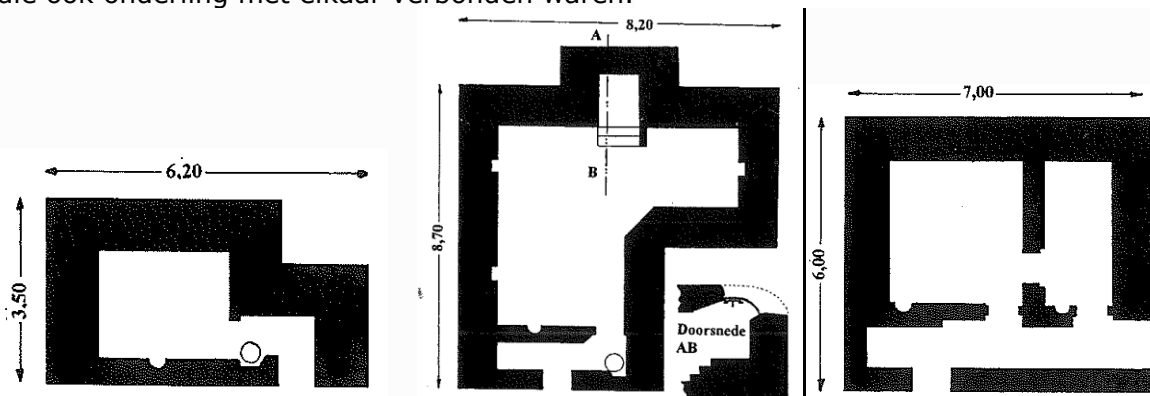 die ook onderling met elkaar verbonden waren.
6,20
3,50
8,20
A
B
8,70
Doorsnede
AB
7,00
6,00